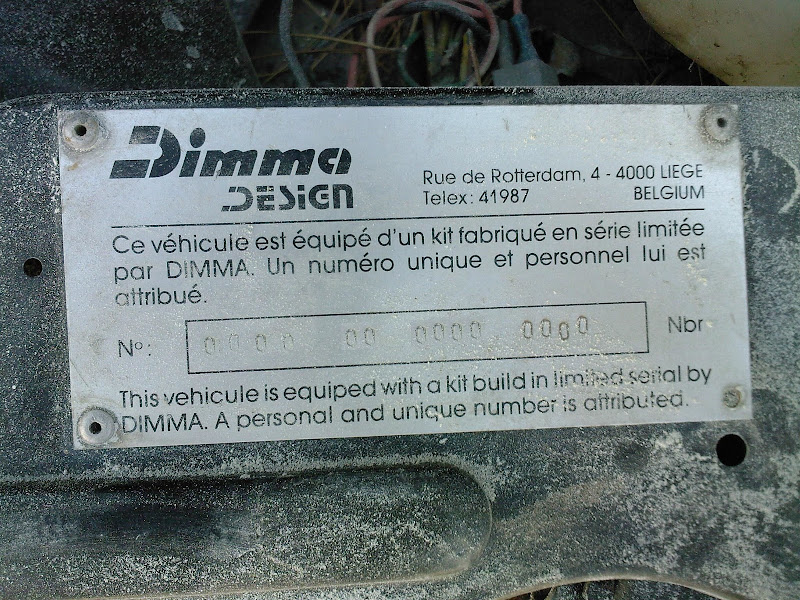 Dimma
DESIGN
Rue de Rotterdam, 4 - 4000 LIEGE
Telex: 41987 BELGIUM
Ce véhicule est équipé d'un kit fabriqué en série limitée
par DIMMA. Un numéro unique et personnel lui est
attribué.
Nº: 0000 00 0000 0000 Nbr
This vehicule is equiped with a kit build in limited serial by
DIMMA. A personal and unique number is attributed.